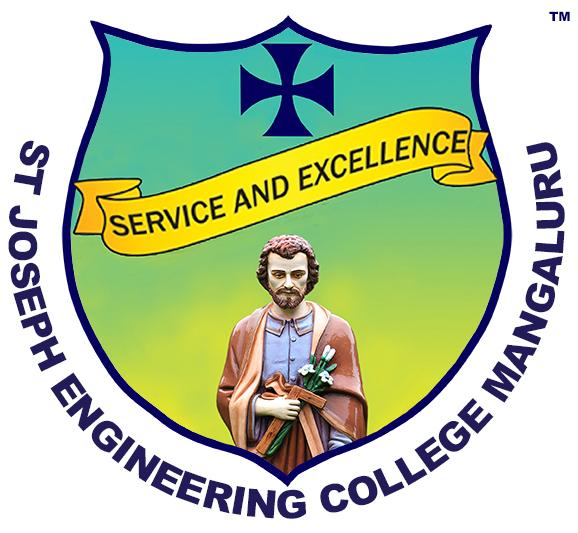 TM
SERVICE AND EXCELLENCE
ST JOSEPH ENGINEERING COLLEGE MANGALURU